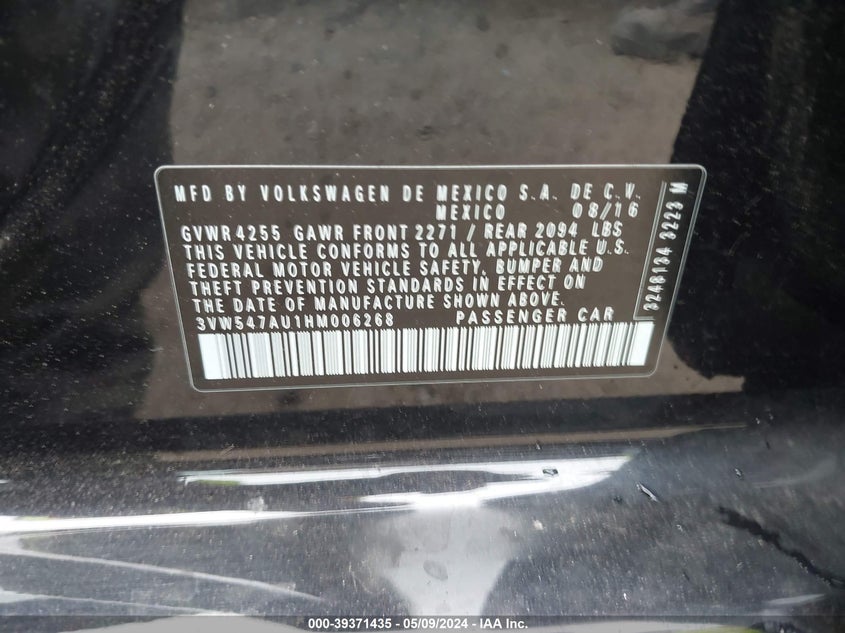 MFD BY VOLKSWAGEN DE MEXICO S.A. DE C.V.
MEXICO 08/16
GVWR 4255 GAWR FRONT 2271 / REAR 2094 LBS
THIS VEHICLE CONFORMS TO ALL APPLICABLE U.S.
FEDERAL MOTOR VEHICLE SAFETY, BUMPER AND
THEFT PREVENTION STANDARDS IN EFFECT ON
THE DATE OF MANUFACTURE SHOWN ABOVE.
3VW547AU1HM006268 PASSENGER CAR
3248134 3223 M
000-39371435 - 05/09/2024 - IAA Inc.